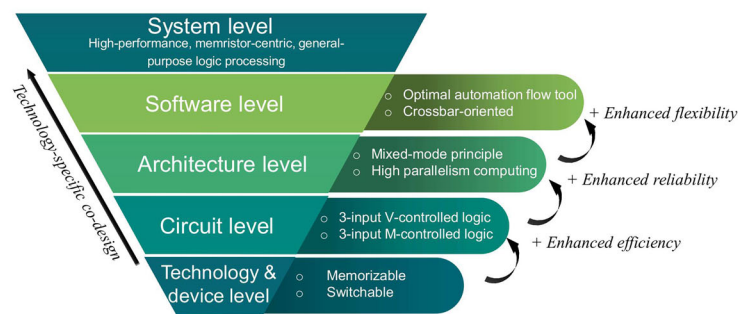 System level
High-performance, memristor-centric, general-
purpose logic processing
Software level
o Optimal automation flow tool
o Crossbar-oriented
+ Enhanced flexibility
Architecture level
o Mixed-mode principle
o High parallelism computing
+ Enhanced reliability
Circuit level
o 3-input V-controlled logic
o 3-input M-controlled logic
+ Enhanced efficiency
Technology &
device level
o Memorizable
o Switchable
Technology-specific co-design